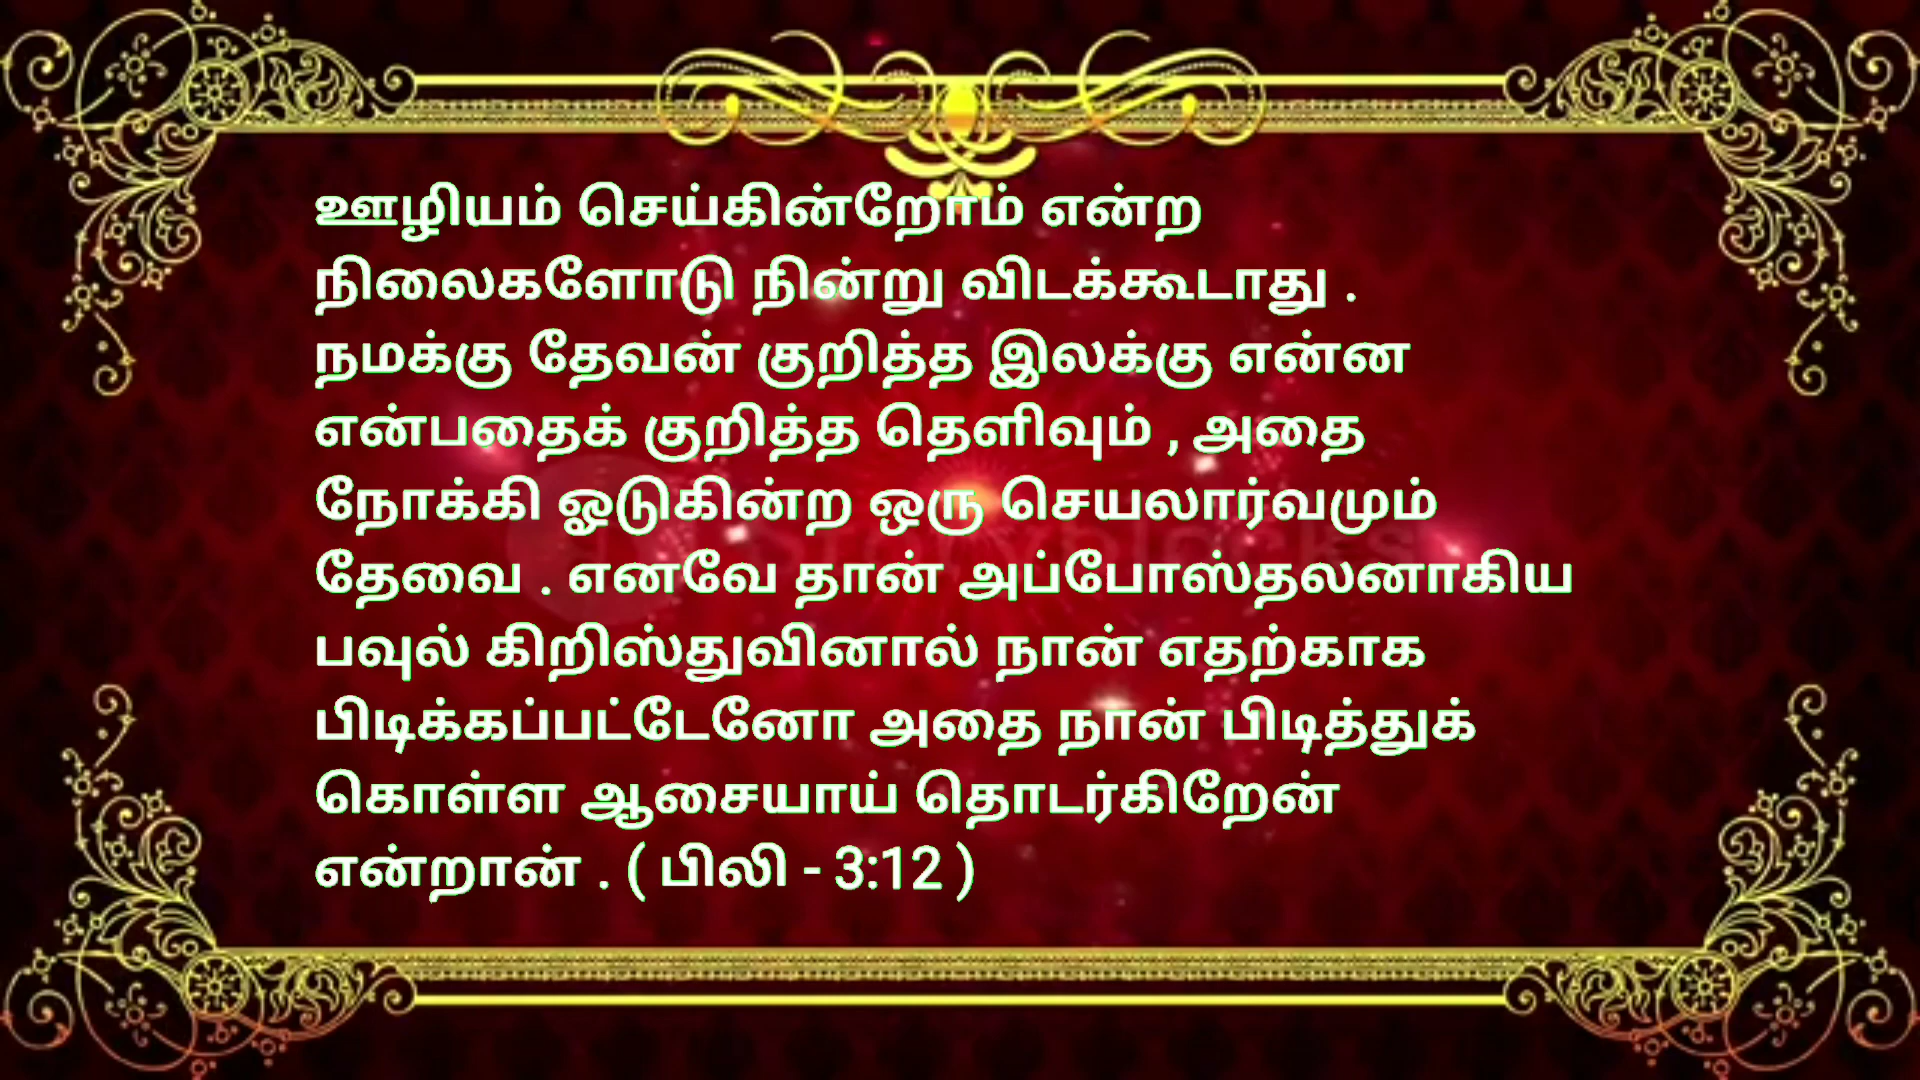 ஊழியம் செய்கின்றோம் என்ற
நிலைகளோடு நின்று விடக்கூடாது .
நமக்கு தேவன் குறித்த இலக்கு என்ன
என்பதைக் குறித்த தெளிவும் , அதை
நோக்கி ஓடுகின்ற ஒரு செயலார்வமும்
தேவை . எனவே தான் அப்போஸ்தலனாகிய
பவுல் கிறிஸ்துவினால் நான் எதற்காக
பிடிக்கப்பட்டேனோ அதை நான் பிடித்துக்
கொள்ள ஆசையாய் தொடர்கிறேன்
என்றான் . ( பிலி - 3:12 )